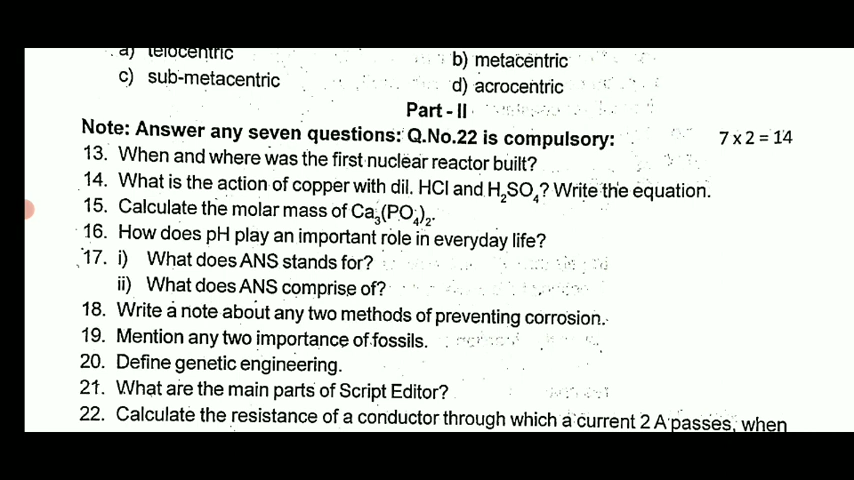 a) telocentric b) metacentric
c) sub-metacentric d) acrocentric
Part - II
Note: Answer any seven questions: Q.No.22 is compulsory: 7 x 2 = 14
13. When and where was the first nuclear reactor built?
14. What is the action of copper with dil. HCl and H₂SO₄? Write the equation.
15. Calculate the molar mass of Ca₃(PO₄)₂.
16. How does pH play an important role in everyday life?
17. i) What does ANS stands for?
ii) What does ANS comprise of?
18. Write a note about any two methods of preventing corrosion.
19. Mention any two importance of fossils.
20. Define genetic engineering.
21. What are the main parts of Script Editor?
22. Calculate the resistance of a conductor through which a current 2 A passes, when